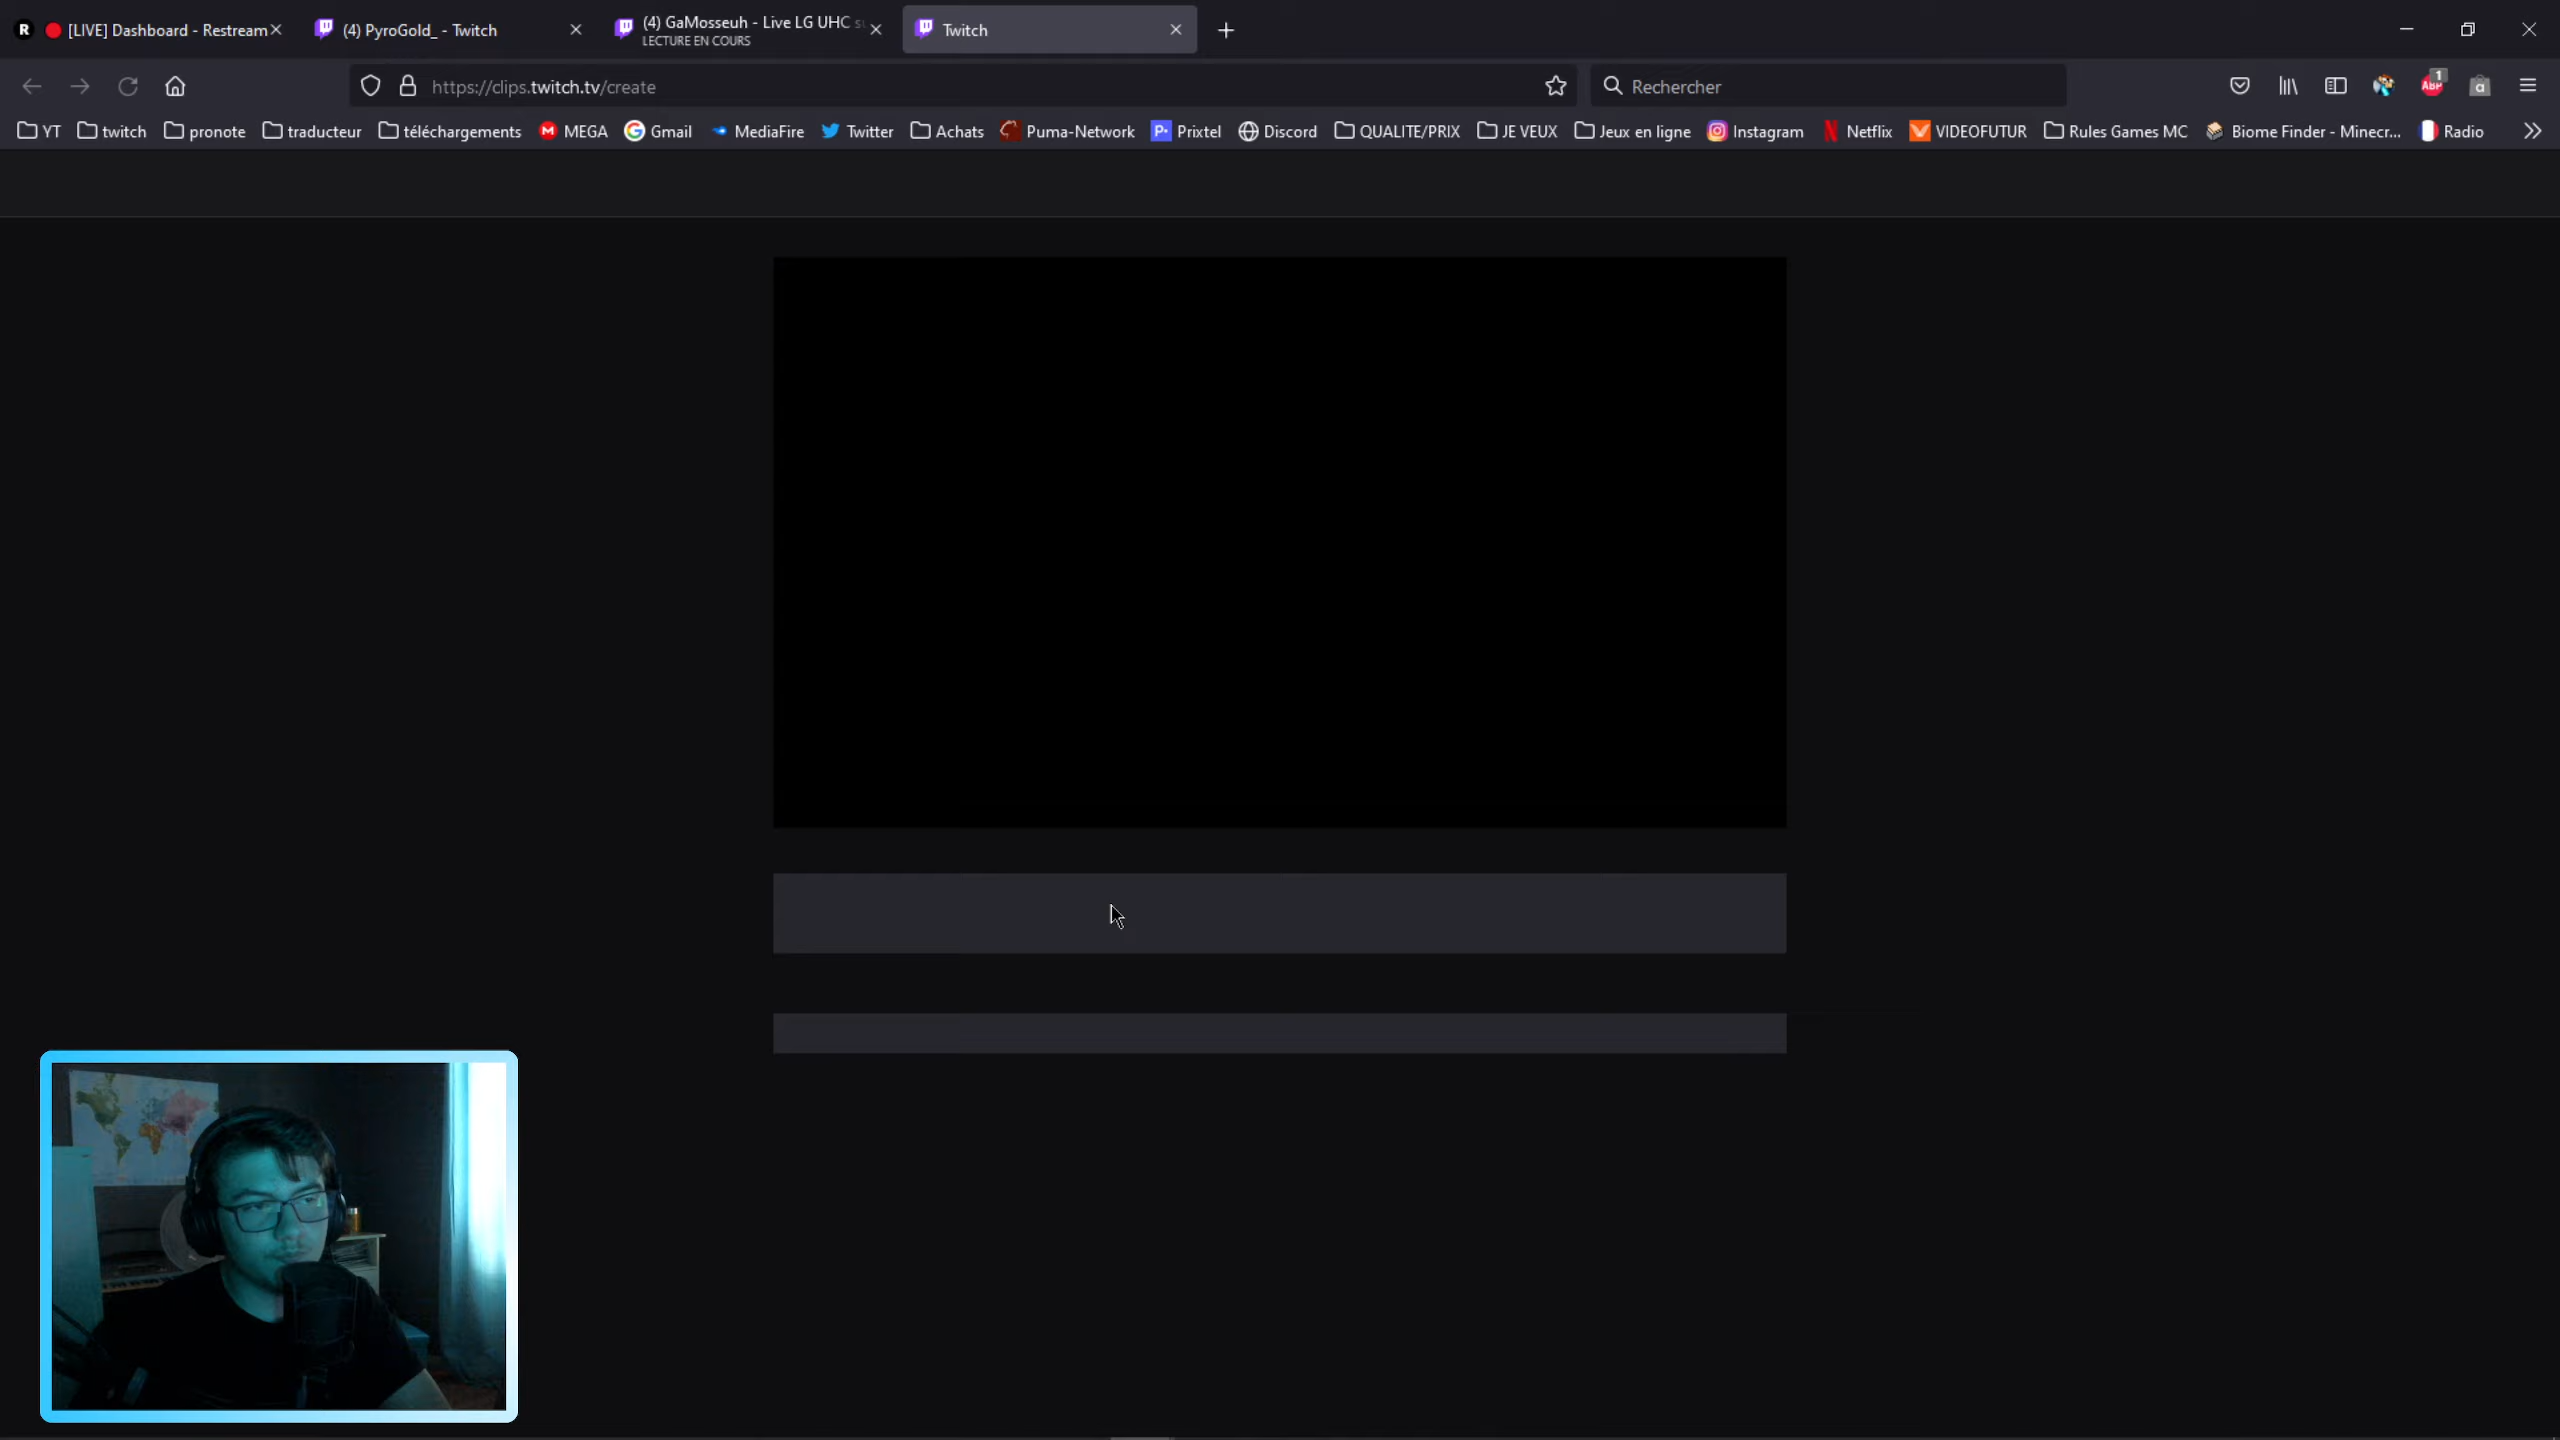 [LIVE] Dashboard - Restream
(4) PyroGold_ - Twitch
(4) GaMosseuh - Live LG UHC
LECTURE EN COURS
Twitch
https://clips.twitch.tv/create
Rechercher
1
ABP
YT
twitch
pronote
traducteur
téléchargements
MEGA
Gmail
MediaFire
Twitter
Achats
Puma-Network
Prixtel
Discord
QUALITE/PRIX
JE VEUX
Jeux en ligne
Instagram
Netflix
VIDEOFUTUR
Rules Games MC
Biome Finder - Minecr...
Radio